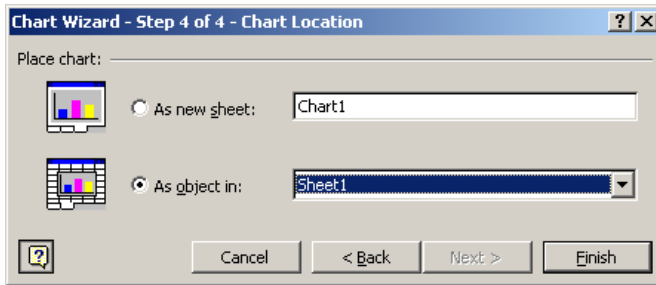 Chart Wizard - Step 4 of 4 - Chart Location
Place chart:
As new sheet: Chart1
As object in: Sheet1
Cancel < Back Next > Finish